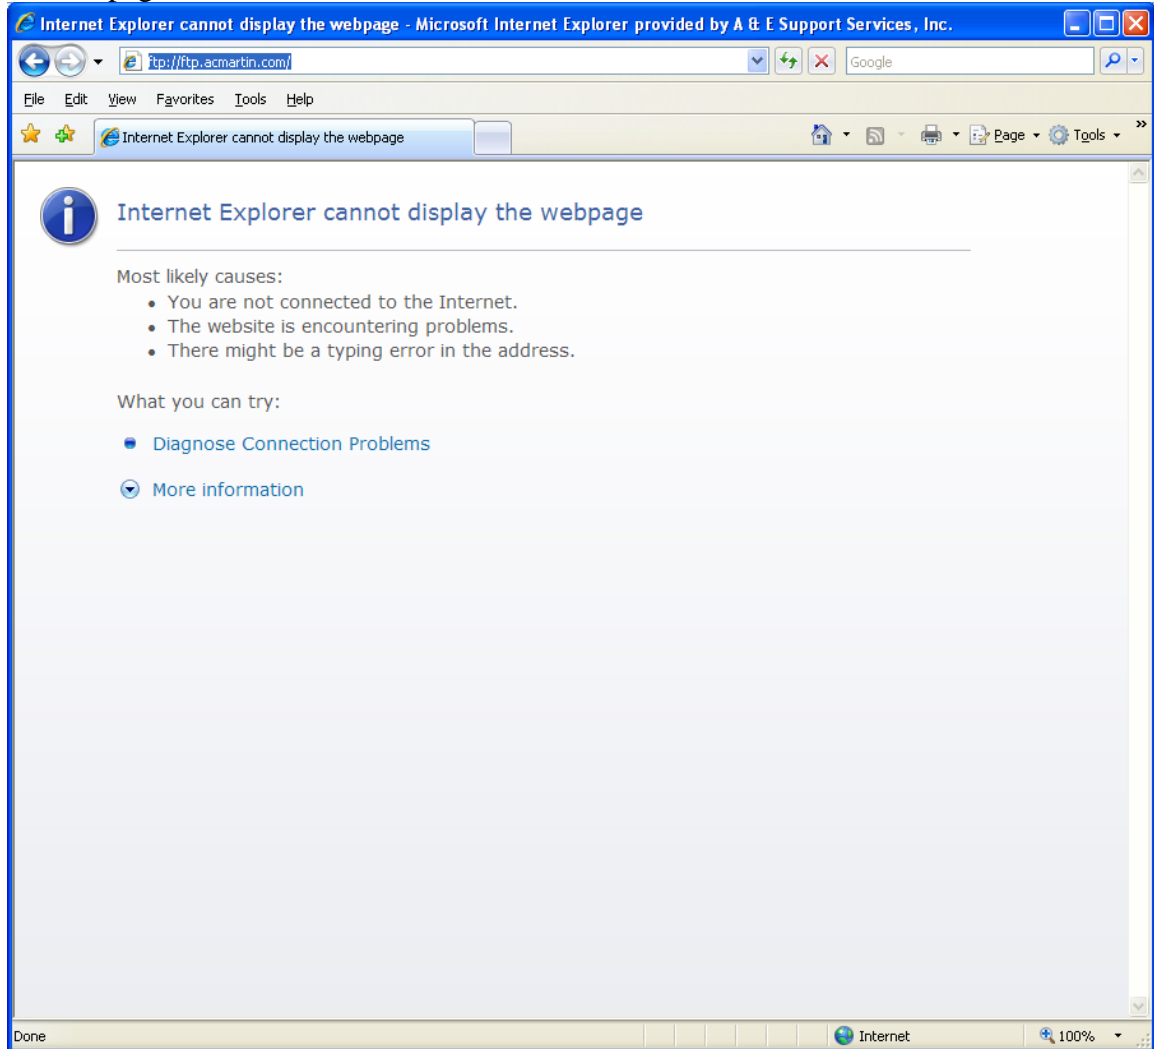 Internet Explorer cannot display the webpage - Microsoft Internet Explorer provided by A & E Support Services, Inc.
ftp://ftp.acmartin.com/ Google
File Edit View Favorites Tools Help
Internet Explorer cannot display the webpage Page Tools »
Internet Explorer cannot display the webpage
Most likely causes:
• You are not connected to the Internet.
• The website is encountering problems.
• There might be a typing error in the address.
What you can try:
Diagnose Connection Problems
More information
Done Internet 100%